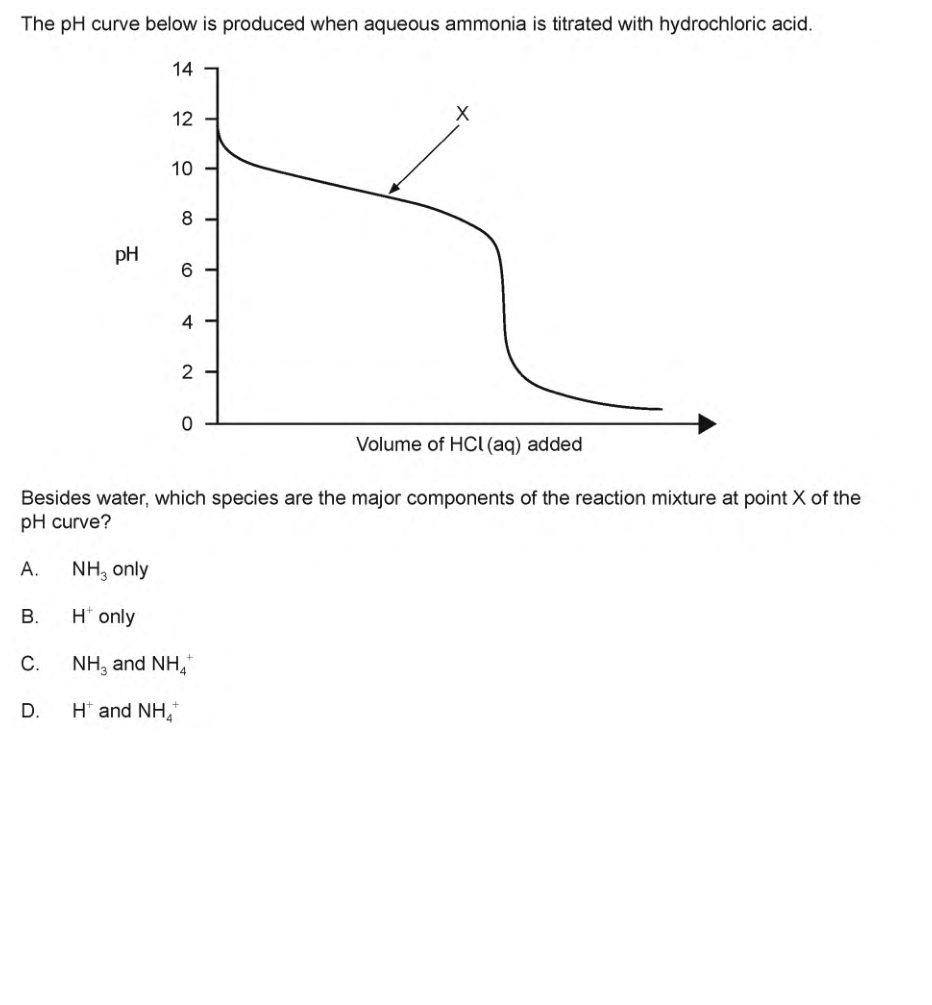 The pH curve below is produced when aqueous ammonia is titrated with hydrochloric acid.
14
12
10
8
6
4
2
0
pH
X
Volume of HCl (aq) added
Besides water, which species are the major components of the reaction mixture at point X of the
pH curve?
A. NH₃ only
B. H⁺ only
C. NH₃ and NH₄⁺
D. H⁺ and NH₄⁺